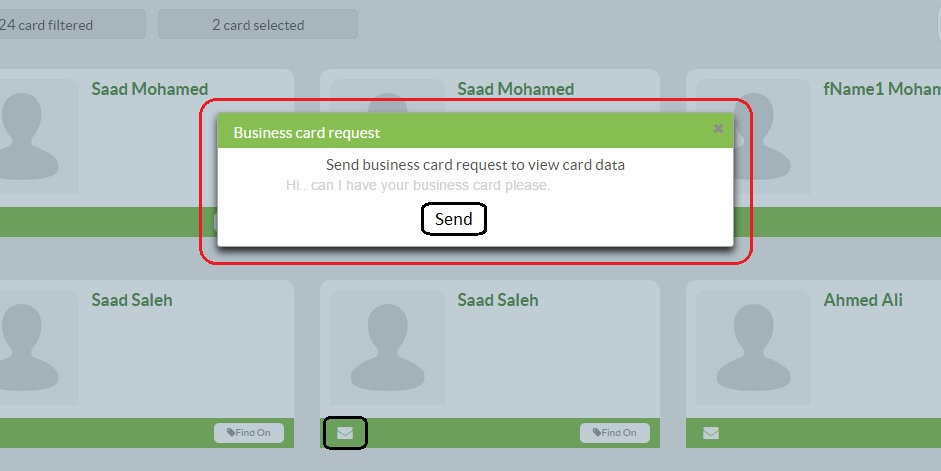 24 card filtered
2 card selected
Saad Mohamed
Saad Mohamed
fName1 Moham
Business card request
Send business card request to view card data
Hi.. can I have your business card please.
Send
Saad Saleh
Saad Saleh
Ahmed Ali
Find On
Find On